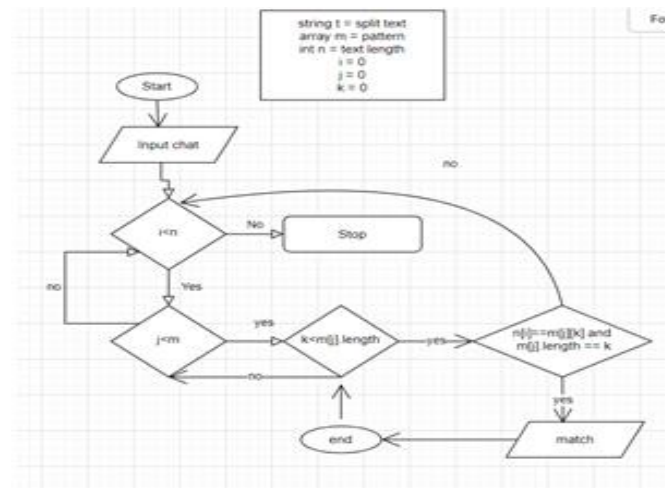 string t = split text
array m = pattern
int n = text length
i = 0
j = 0
k = 0
Fo
Start
Input chat
no
i<n
No
Stop
no
Yes
j<m
yes
k<m[j].length
yes
n[i]==m[j][k] and
m[j].length == k
no
yes
end
match